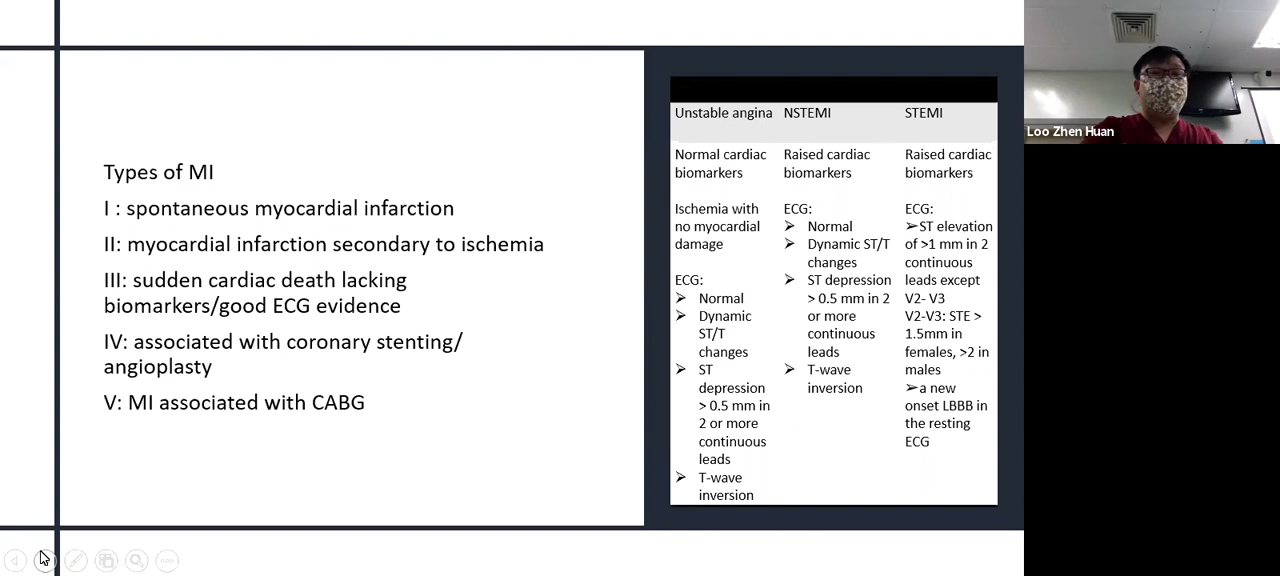 Types of MI
I : spontaneous myocardial infarction
II: myocardial infarction secondary to ischemia
III: sudden cardiac death lacking
biomarkers/good ECG evidence
IV: associated with coronary stenting/
angioplasty
V: MI associated with CABG
Unstable angina
Normal cardiac
biomarkers
Ischemia with
no myocardial
damage
ECG:
➢ Normal
➢ Dynamic
ST/T
changes
➢ ST
depression
> 0.5 mm in
2 or more
continuous
leads
➢ T-wave
inversion
NSTEMI
Raised cardiac
biomarkers
ECG:
➢ Normal
➢ Dynamic ST/T
changes
➢ ST depression
> 0.5 mm in 2
or more
continuous
leads
➢ T-wave
inversion
STEMI
Raised cardiac
biomarkers
ECG:
➢ST elevation
of >1 mm in 2
continuous
leads except
V2- V3
V2-V3: STE >
1.5mm in
females, >2 in
males
➢a new
onset LBBB in
the resting
ECG
Loo Zhen Huan